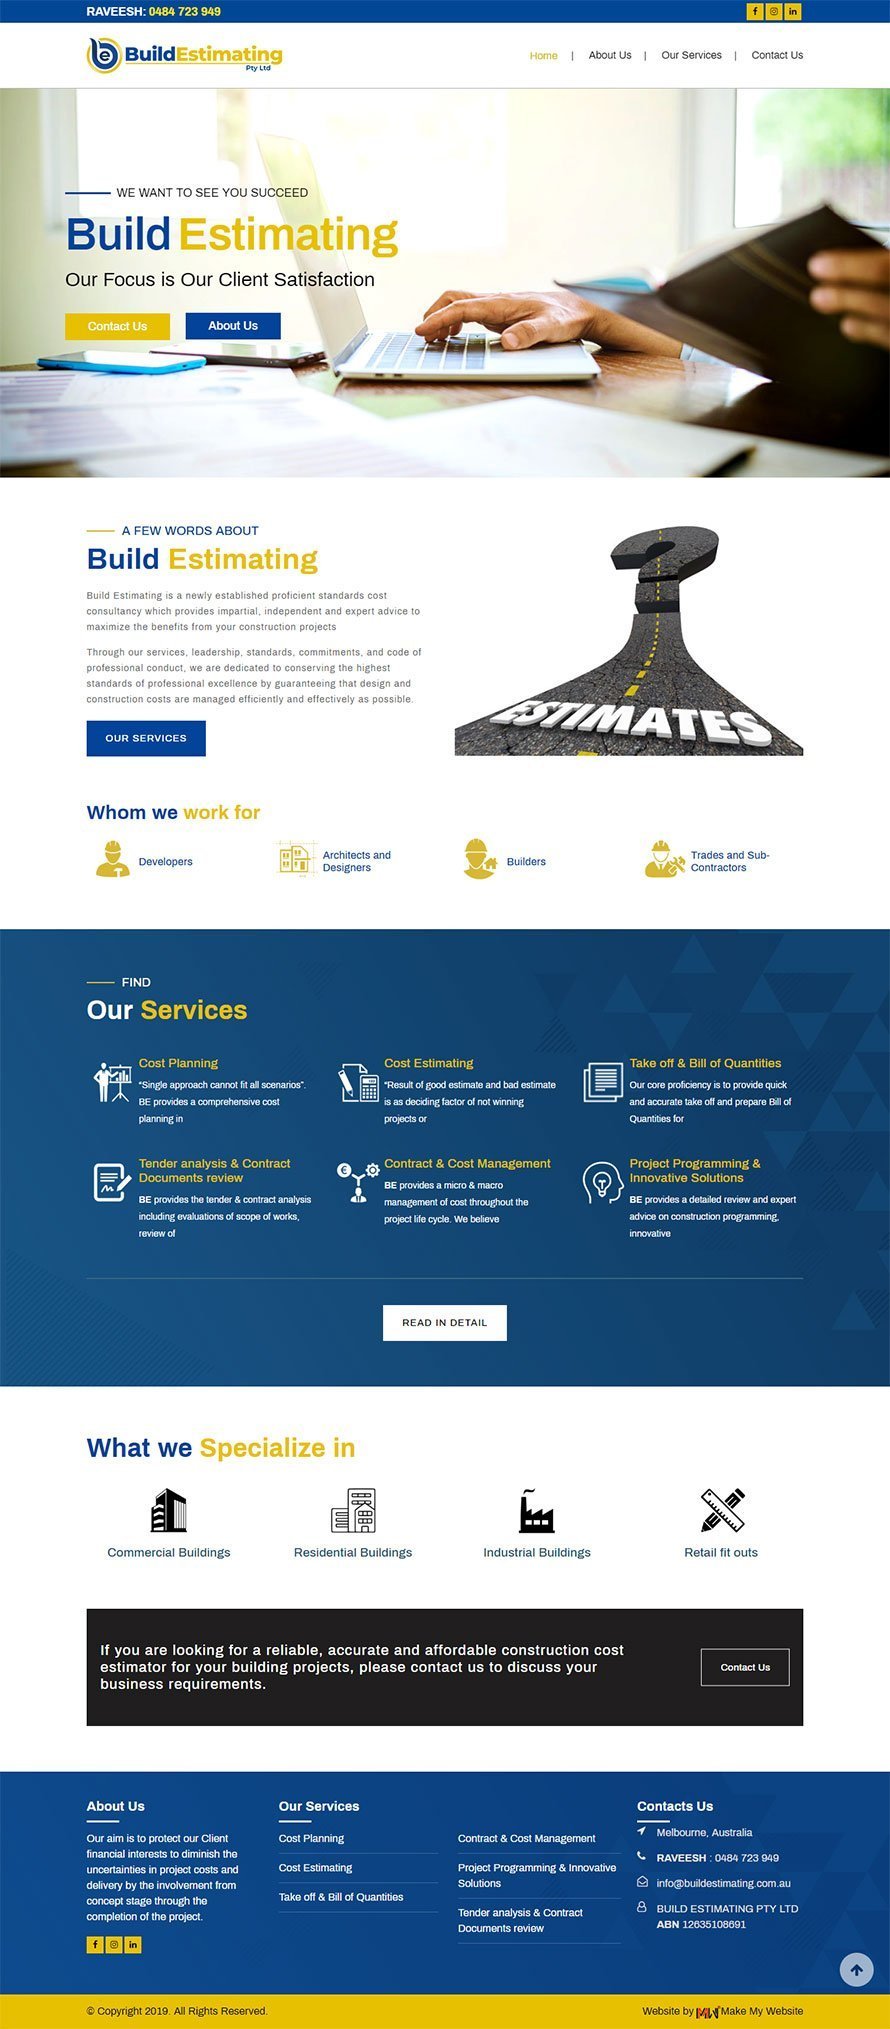 RAVEESH: 0484 723 949
BuildEstimating
Pty Ltd
Home | About Us | Our Services | Contact Us
WE WANT TO SEE YOU SUCCEED
Build Estimating
Our Focus is Our Client Satisfaction
Contact Us
About Us
A FEW WORDS ABOUT
Build Estimating
Build Estimating is a newly established proficient standards cost
consultancy which provides impartial, independent and expert advice to
maximize the benefits from your construction projects
Through our services, leadership, standards, commitments, and code of
professional conduct, we are dedicated to conserving the highest
standards of professional excellence by guaranteeing that design and
construction costs are managed efficiently and effectively as possible.
OUR SERVICES
ESTIMATES
Whom we work for
Developers
Architects and
Designers
Builders
Trades and Sub-
Contractors
FIND
Our Services
Cost Planning
“Single approach cannot fit all scenarios”.
BE provides a comprehensive cost
planning in
Cost Estimating
“Result of good estimate and bad estimate
is as deciding factor of not winning
projects or
Take off & Bill of Quantities
Our core proficiency is to provide quick
and accurate take off and prepare Bill of
Quantities for
Tender analysis & Contract
Documents review
BE provides the tender & contract analysis
including evaluations of scope of works,
review of
Contract & Cost Management
BE provides a micro & macro
management of cost throughout the
project life cycle. We believe
Project Programming &
Innovative Solutions
BE provides a detailed review and expert
advice on construction programming,
innovative
READ IN DETAIL
What we Specialize in
Commercial Buildings
Residential Buildings
Industrial Buildings
Retail fit outs
If you are looking for a reliable, accurate and affordable construction cost
estimator for your building projects, please contact us to discuss your
business requirements.
Contact Us
About Us
Our aim is to protect our Client
financial interests to diminish the
uncertainties in project costs and
delivery by the involvement from
concept stage through the
completion of the project.
Our Services
Cost Planning
Cost Estimating
Take off & Bill of Quantities
Contract & Cost Management
Project Programming & Innovative
Solutions
Tender analysis & Contract
Documents review
Contacts Us
Melbourne, Australia
RAVEESH : 0484 723 949
info@buildestimating.com.au
BUILD ESTIMATING PTY LTD
ABN 12635108691
© Copyright 2019. All Rights Reserved.
Website by MMW Make My Website